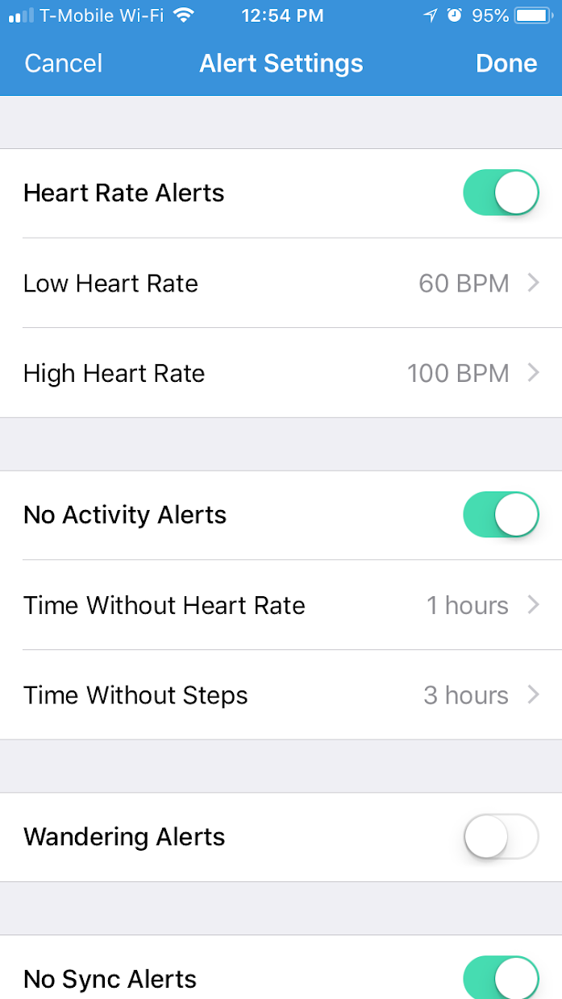 T-Mobile Wi-Fi 12:54 PM 95%
Cancel Alert Settings Done
Heart Rate Alerts
Low Heart Rate 60 BPM
High Heart Rate 100 BPM
No Activity Alerts
Time Without Heart Rate 1 hours
Time Without Steps 3 hours
Wandering Alerts
No Sync Alerts